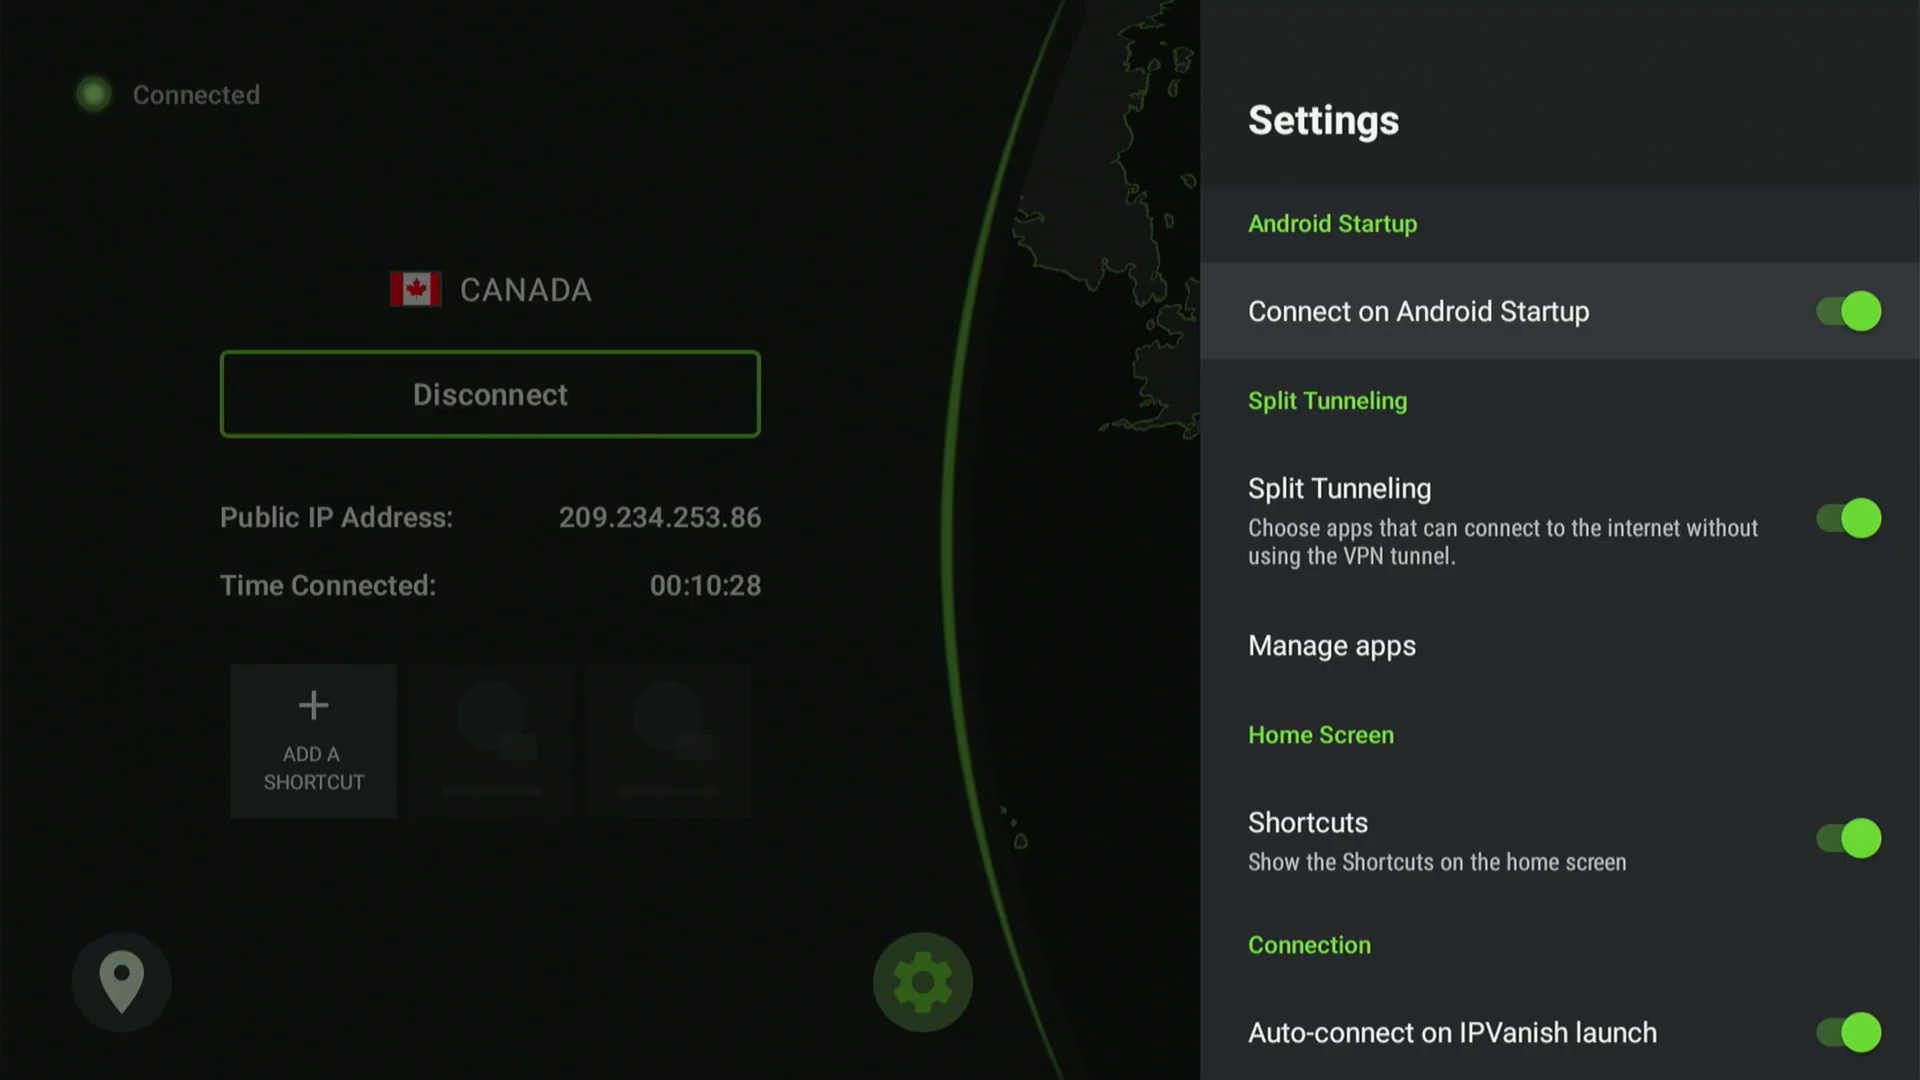 Connected
CANADA
Disconnect
Public IP Address: 209.234.253.86
Time Connected: 00:10:28
+
ADD A
SHORTCUT
Settings
Android Startup
Connect on Android Startup
Split Tunneling
Split Tunneling
Choose apps that can connect to the internet without
using the VPN tunnel.
Manage apps
Home Screen
Shortcuts
Show the Shortcuts on the home screen
Connection
Auto-connect on IPVanish launch